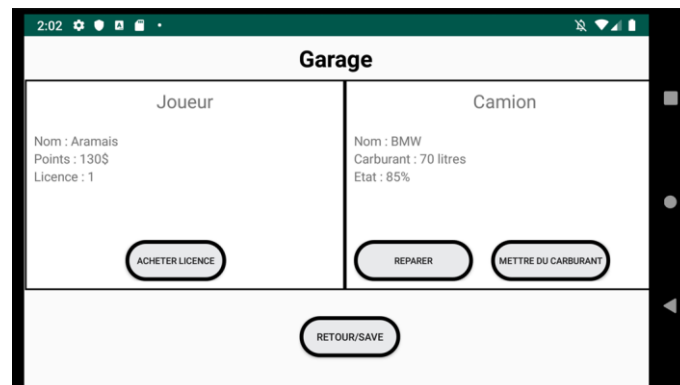 2:02
Garage
Joueur
Nom : Aramais
Points : 130$
Licence : 1
ACHETER LICENCE
Camion
Nom : BMW
Carburant : 70 litres
Etat : 85%
REPARER
METTRE DU CARBURANT
RETOUR/SAVE